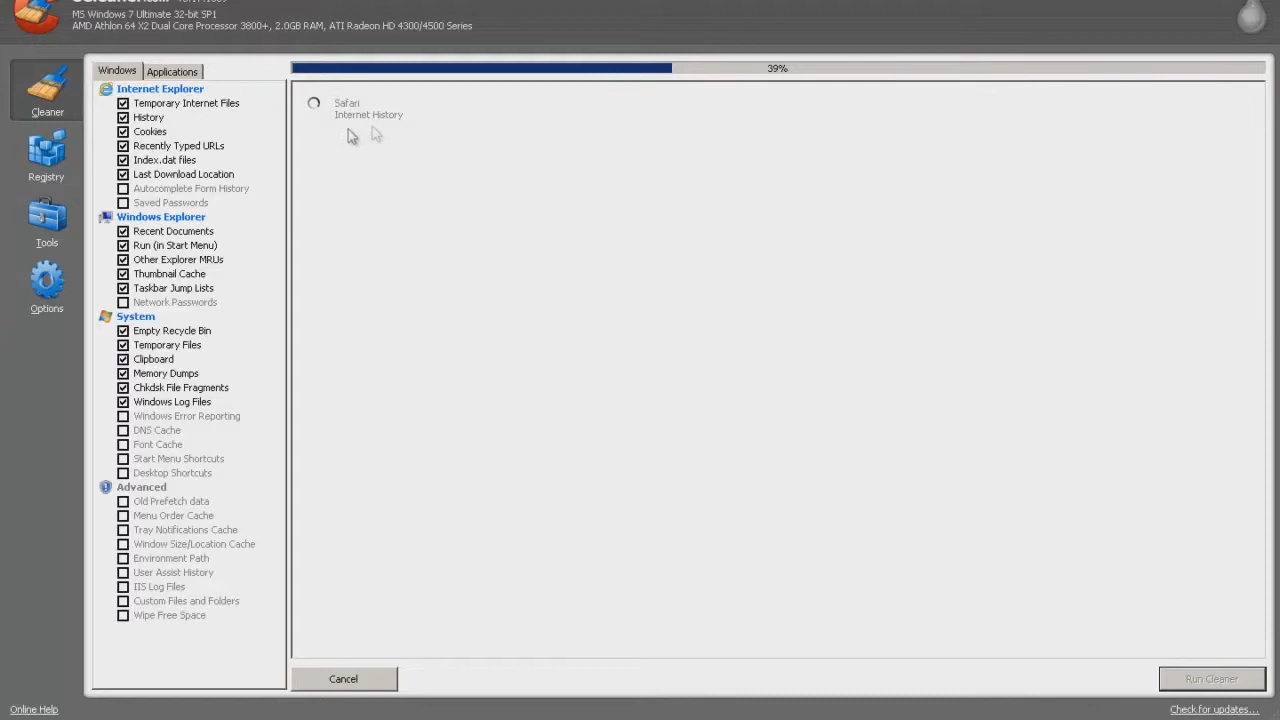 MS Windows 7 Ultimate 32-bit SP1
AMD Athlon 64 X2 Dual Core Processor 3800+, 2.0GB RAM, ATI Radeon HD 4300/4500 Series
Cleaner
Registry
Tools
Options
Windows
Applications
Internet Explorer
Temporary Internet Files
History
Cookies
Recently Typed URLs
Index.dat files
Last Download Location
Autocomplete Form History
Saved Passwords
Windows Explorer
Recent Documents
Run (in Start Menu)
Other Explorer MRUs
Thumbnail Cache
Taskbar Jump Lists
Network Passwords
System
Empty Recycle Bin
Temporary Files
Clipboard
Memory Dumps
Chkdsk File Fragments
Windows Log Files
Windows Error Reporting
DNS Cache
Font Cache
Start Menu Shortcuts
Desktop Shortcuts
Advanced
Old Prefetch data
Menu Order Cache
Tray Notifications Cache
Window Size/Location Cache
Environment Path
User Assist History
IIS Log Files
Custom Files and Folders
Wipe Free Space
39%
Safari
Internet History
Cancel
Run Cleaner
Online Help
Check for updates...